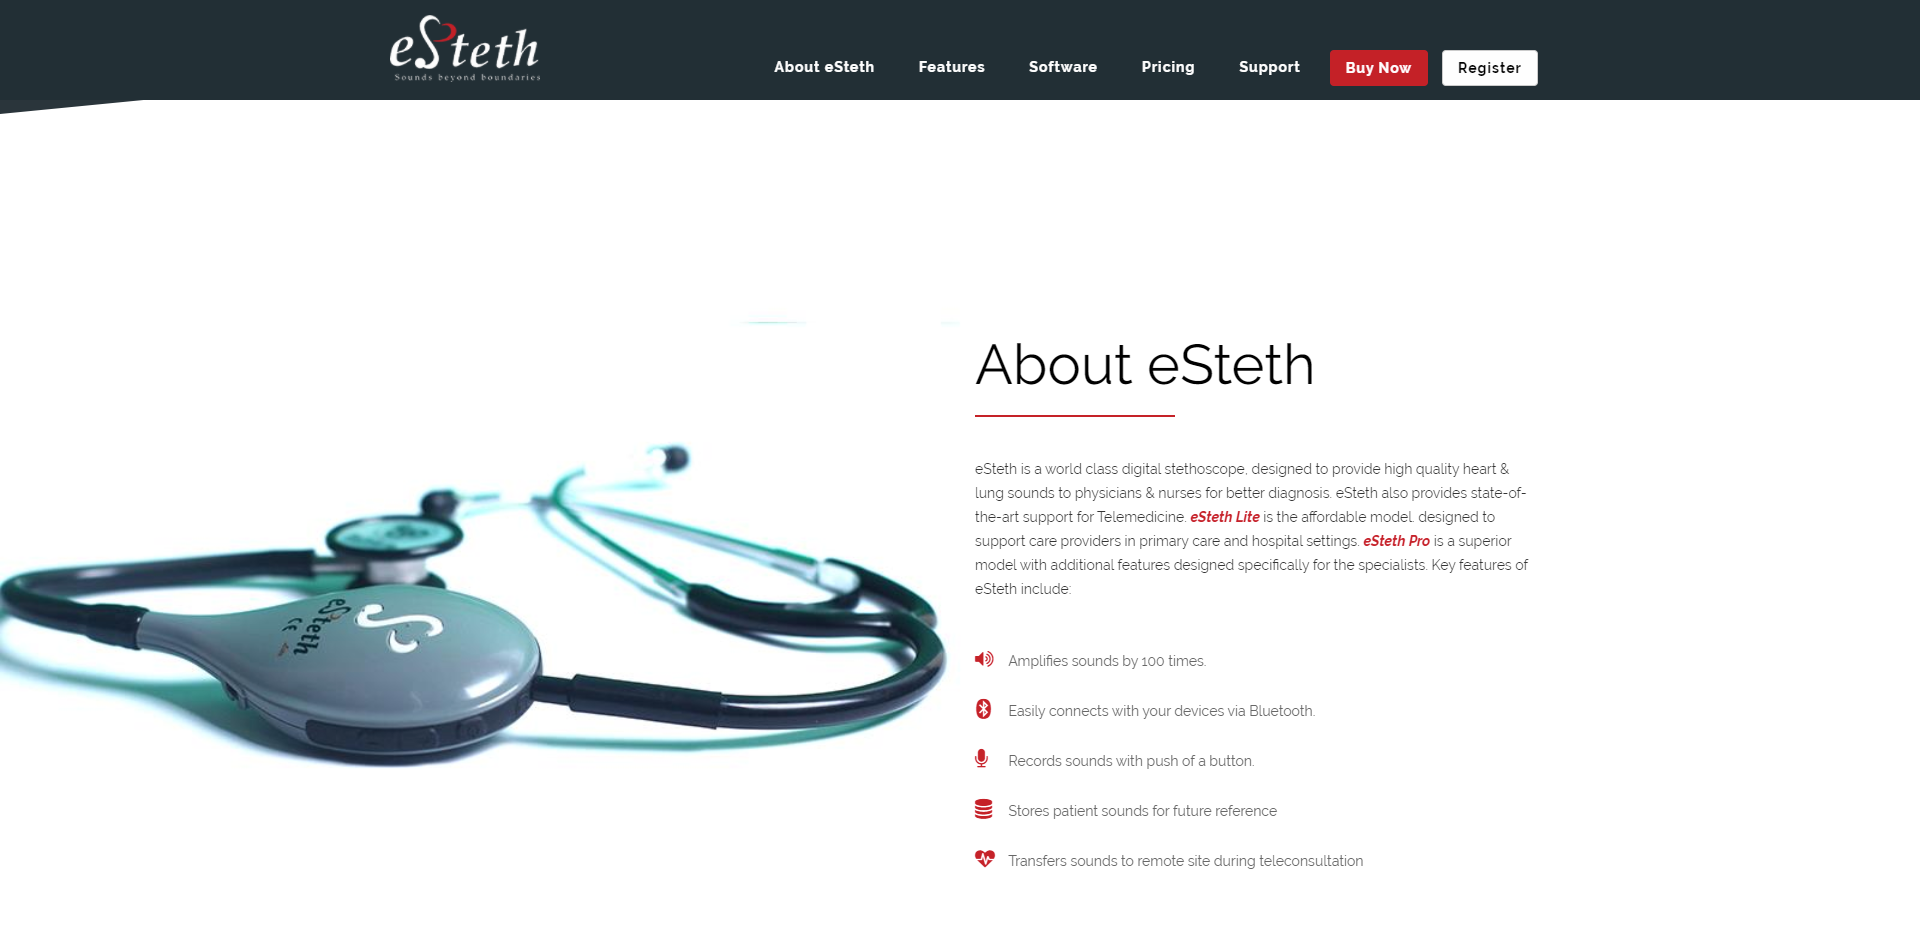 eSteth
Sounds beyond boundaries
About eSteth
Features
Software
Pricing
Support
Buy Now
Register
About eSteth
eSteth is a world class digital stethoscope, designed to provide high quality heart &
lung sounds to physicians & nurses for better diagnosis. eSteth also provides state-of-
the-art support for Telemedicine. eSteth Lite is the affordable model. designed to
support care providers in primary care and hospital settings. eSteth Pro is a superior
model with additional features designed specifically for the specialists. Key features of
eSteth include:
Amplifies sounds by 100 times.
Easily connects with your devices via Bluetooth.
Records sounds with push of a button.
Stores patient sounds for future reference
Transfers sounds to remote site during teleconsultation
eSteth
CE